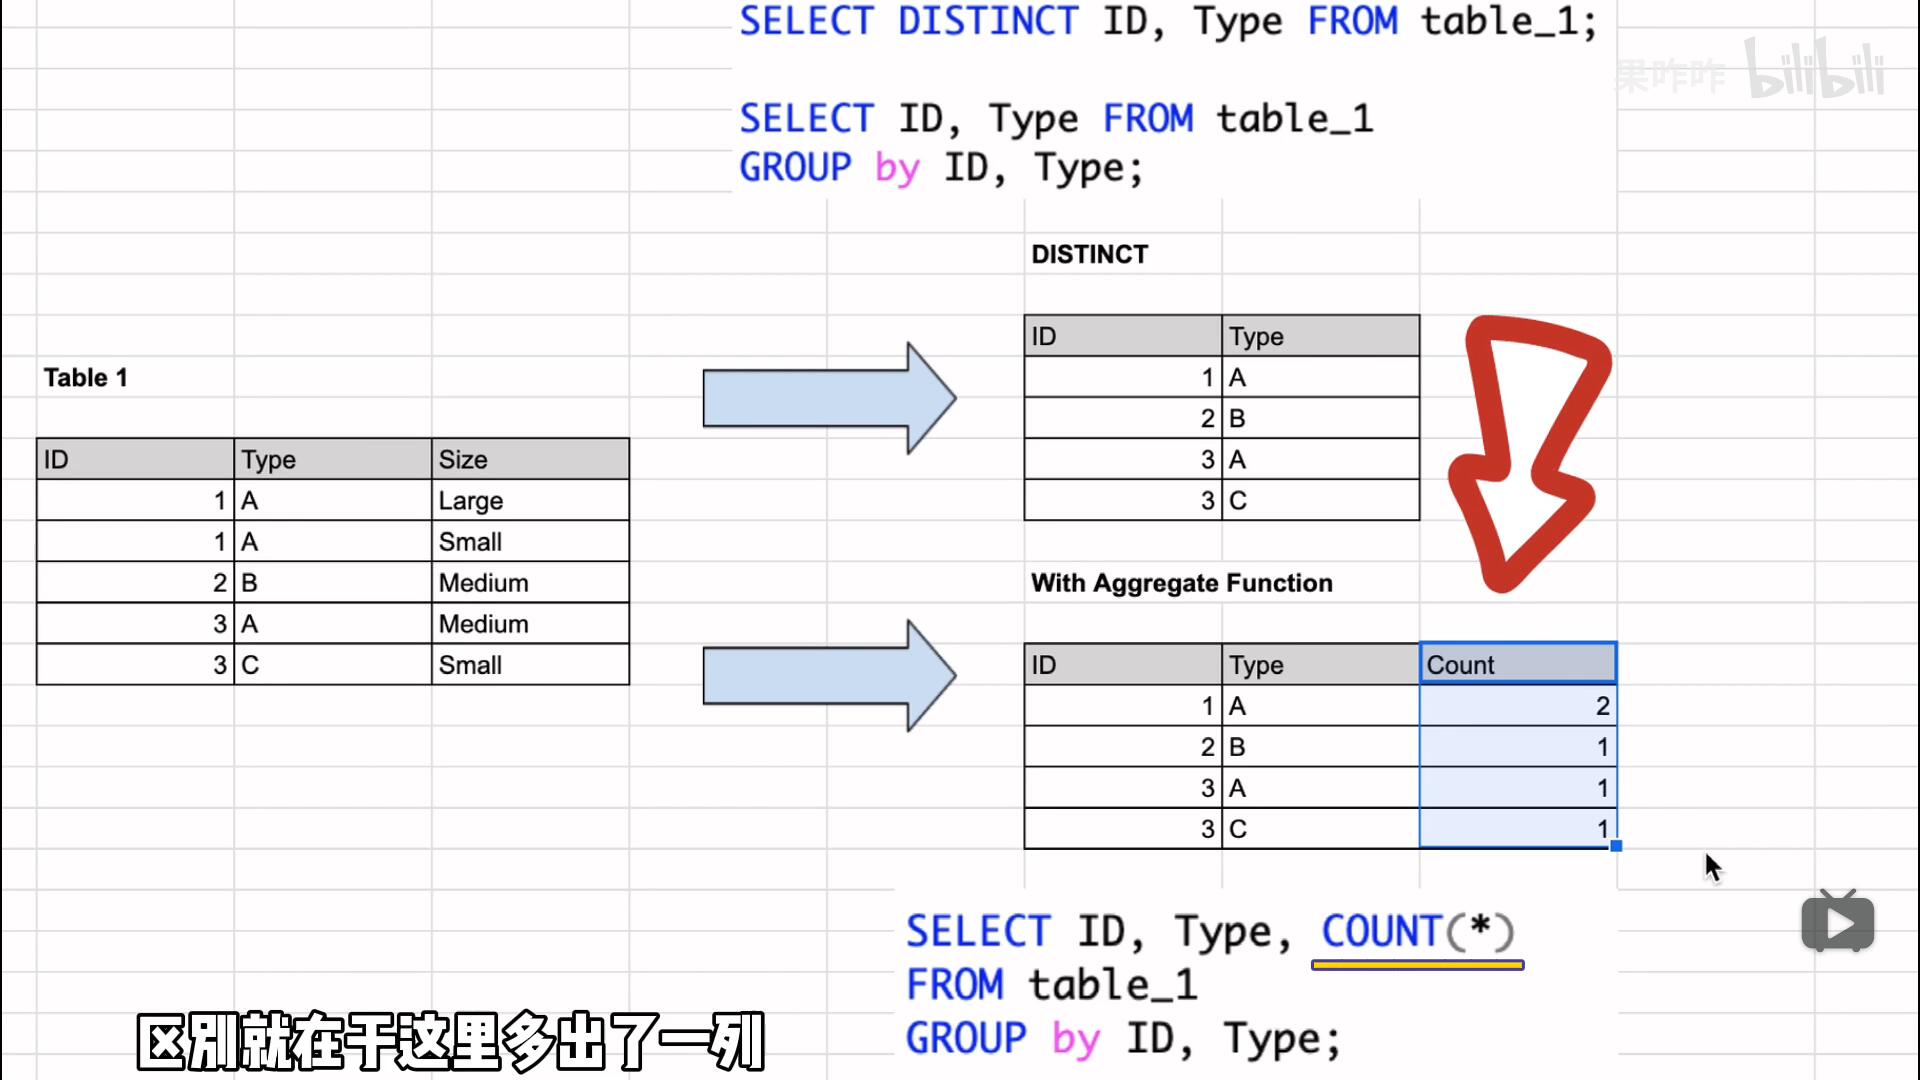 SELECT DISTINCT ID, Type FROM table_1;
果咋咋 bilibili
SELECT ID, Type FROM table_1
GROUP by ID, Type;
DISTINCT
ID Type
1 A
2 B
3 A
3 C
Table 1
ID Type Size
1 A Large
1 A Small
2 B Medium
3 A Medium
3 C Small
With Aggregate Function
ID Type Count
1 A 2
2 B 1
3 A 1
3 C 1
SELECT ID, Type, COUNT(*)
FROM table_1
GROUP by ID, Type;
区别就在于这里多出了一列